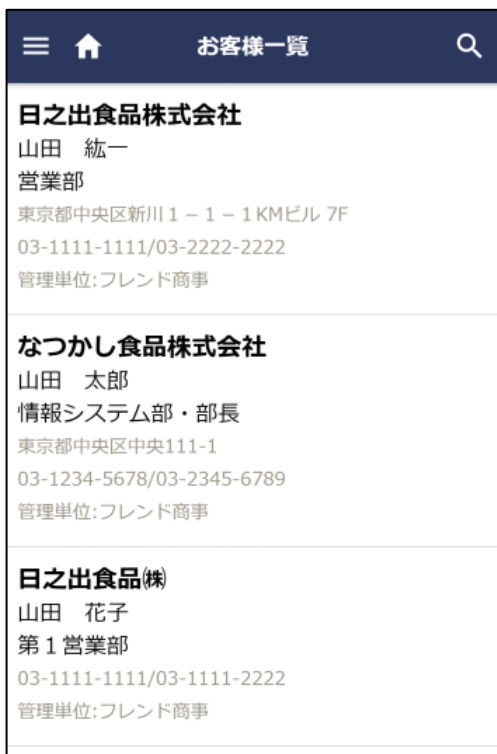 お客様一覧
日之出食品株式会社
山田　紘一
営業部
東京都中央区新川１－１－１KMビル 7F
03-1111-1111/03-2222-2222
管理単位:フレンド商事
なつかし食品株式会社
山田　太郎
情報システム部・部長
東京都中央区中央111-1
03-1234-5678/03-2345-6789
管理単位:フレンド商事
日之出食品㈱
山田　花子
第１営業部
03-1111-1111/03-1111-2222
管理単位:フレンド商事